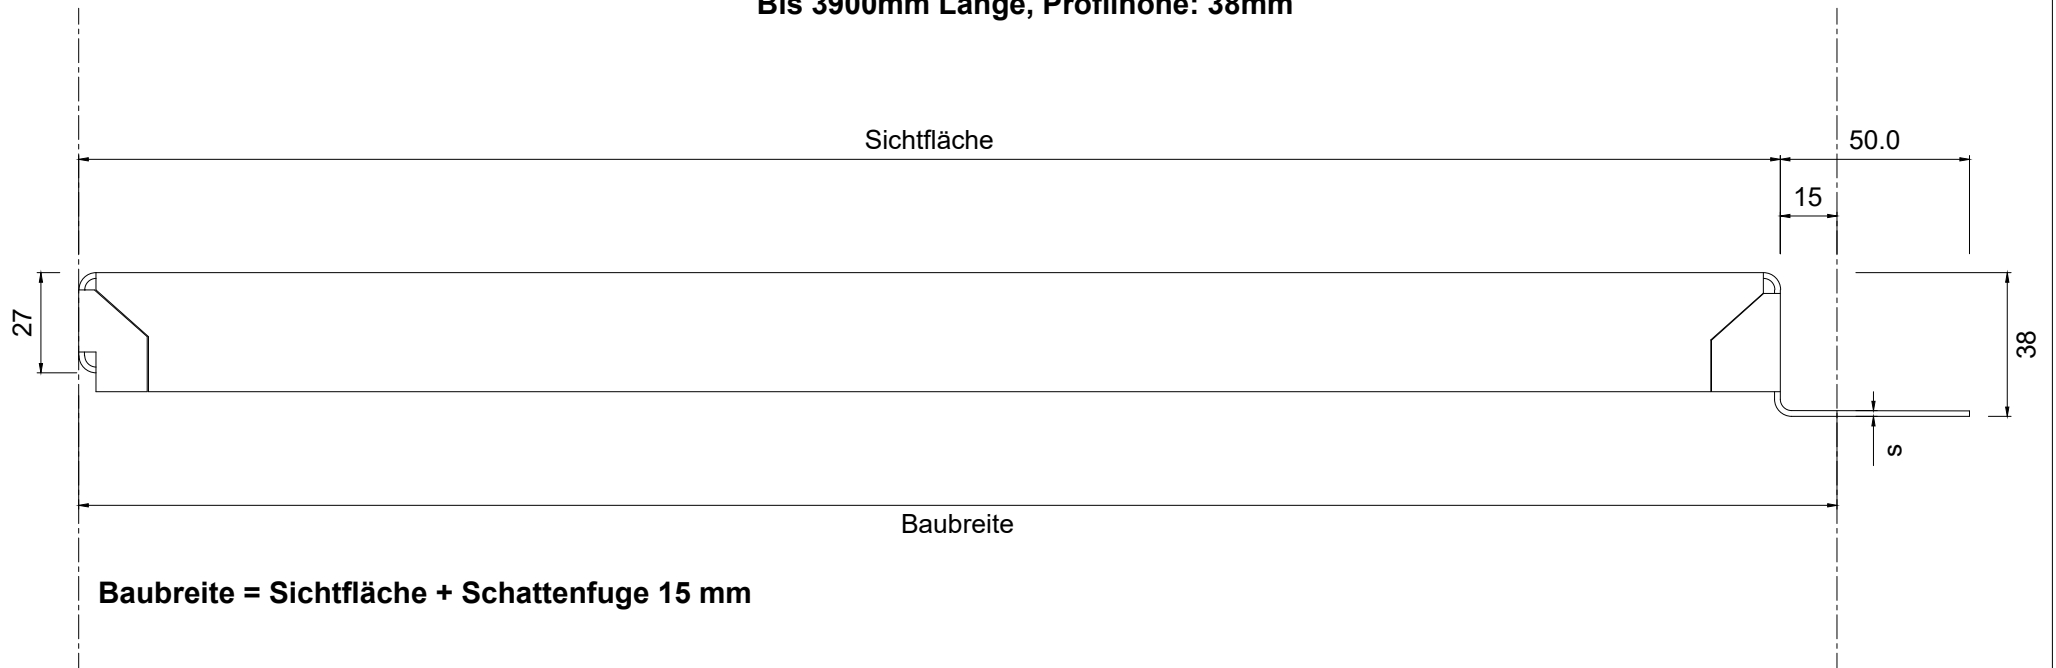 Bis 3900mm Länge, Profilhöhe: 38mm
Sichtfläche
50.0
15
27
38
s
Baubreite
Baubreite = Sichtfläche + Schattenfuge 15 mm